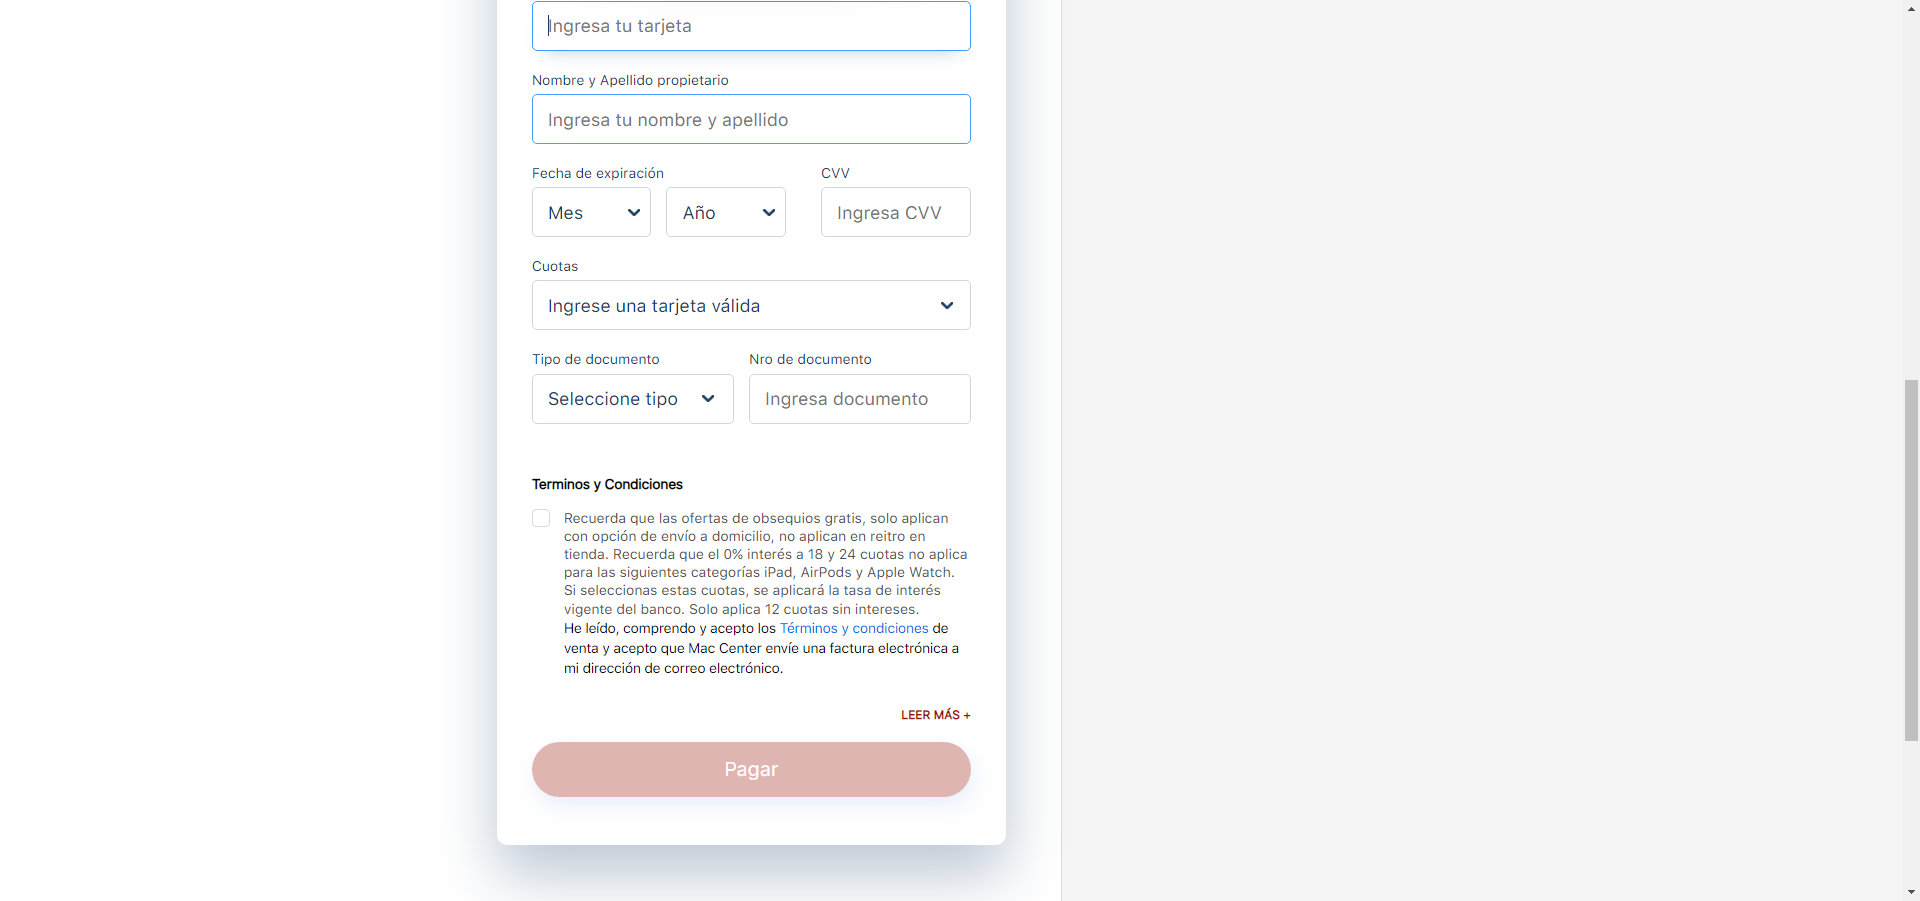 Ingresa tu tarjeta
Nombre y Apellido propietario
Ingresa tu nombre y apellido
Fecha de expiración
CVV
Mes
Año
Ingresa CVV
Cuotas
Ingrese una tarjeta válida
Tipo de documento
Nro de documento
Seleccione tipo
Ingresa documento
Terminos y Condiciones
Recuerda que las ofertas de obsequios gratis, solo aplican
con opción de envío a domicilio, no aplican en reitro en
tienda. Recuerda que el 0% interés a 18 y 24 cuotas no aplica
para las siguientes categorías iPad, AirPods y Apple Watch.
Si seleccionas estas cuotas, se aplicará la tasa de interés
vigente del banco. Solo aplica 12 cuotas sin intereses.
He leído, comprendo y acepto los Términos y condiciones de
venta y acepto que Mac Center envíe una factura electrónica a
mi dirección de correo electrónico.
LEER MÁS +
Pagar